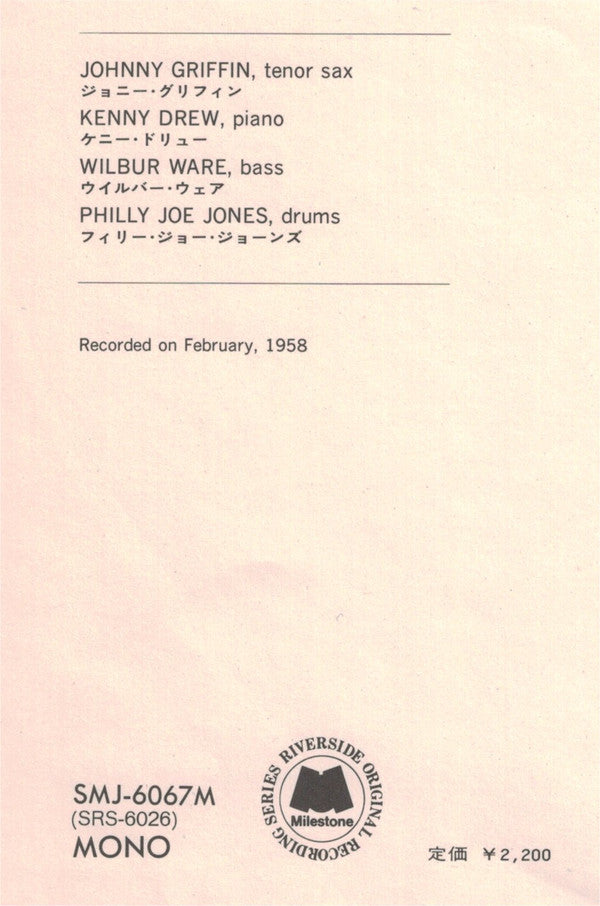 JOHNNY GRIFFIN, tenor sax
ジョニー・グリフィン
KENNY DREW, piano
ケニー・ドリュー
WILBUR WARE, bass
ウイルバー・ウェア
PHILLY JOE JONES, drums
フィリー・ジョー・ジョーンズ
Recorded on February, 1958
SMJ-6067M
(SRS-6026)
MONO
RIVERSIDE ORIGINAL RECORDING SERIES
Milestone
定価 ￥2,200